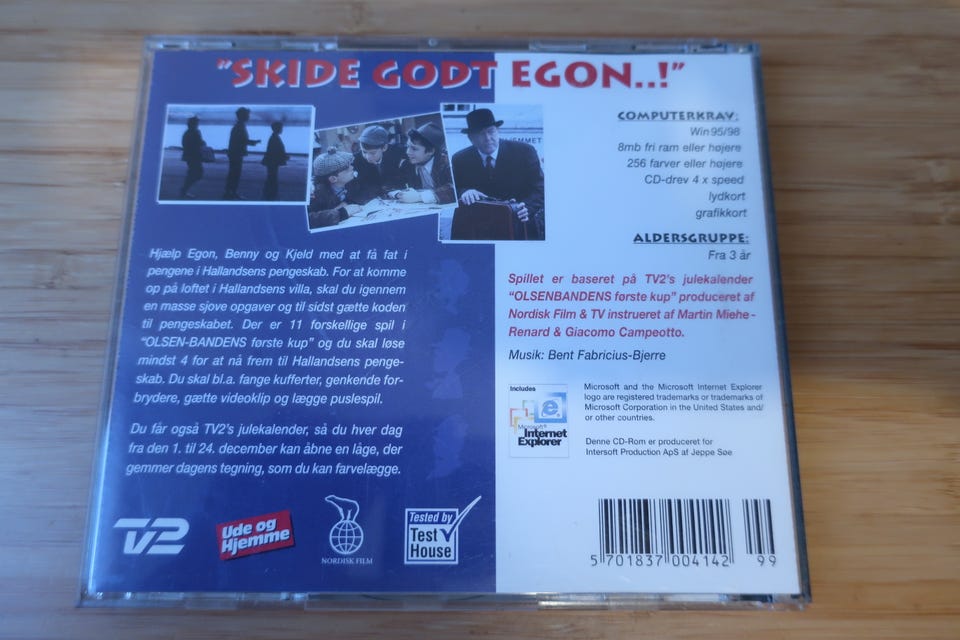 "SKIDE GODT EGON..!"
HJEMMET
Hjælp Egon, Benny og Kjeld med at få fat i
pengene i Hallandsens pengeskab. For at komme
op på loftet i Hallandsens villa, skal du igennem
en masse sjove opgaver og til sidst gætte koden
til pengeskabet. Der er 11 forskellige spil i
"OLSEN-BANDENS første kup" og du skal løse
mindst 4 for at nå frem til Hallandsens penge-
skab. Du skal bl.a. fange kufferter, genkende for-
brydere, gætte videoklip og lægge puslespil.
Du får også TV2's julekalender, så du hver dag
fra den 1. til 24. december kan åbne en låge, der
gemmer dagens tegning, som du kan farvelægge.
TV2
Ude og
Hjemme
NORDISK FILM
Tested by
Test
House
COMPUTERKRAV:
Win95/98
8mb fri ram eller højere
256 farver eller højere
CD-drev 4 x speed
lydkort
grafikkort
ALDERSGRUPPE:
Fra 3 år
Spillet er baseret på TV2's julekalender
"OLSENBANDENS første kup" produceret af
Nordisk Film & TV instrueret af Martin Miehe-
Renard & Giacomo Campeotto.
Musik: Bent Fabricius-Bjerre
Includes
Microsoft
Internet
Explorer
Microsoft and the Microsoft Internet Explorer
logo are registered trademarks or trademarks of
Microsoft Corporation in the United States and/
or other countries.
Denne CD-Rom er produceret for
Intersoft Production ApS af Jeppe Søe
5 701837 004142 99